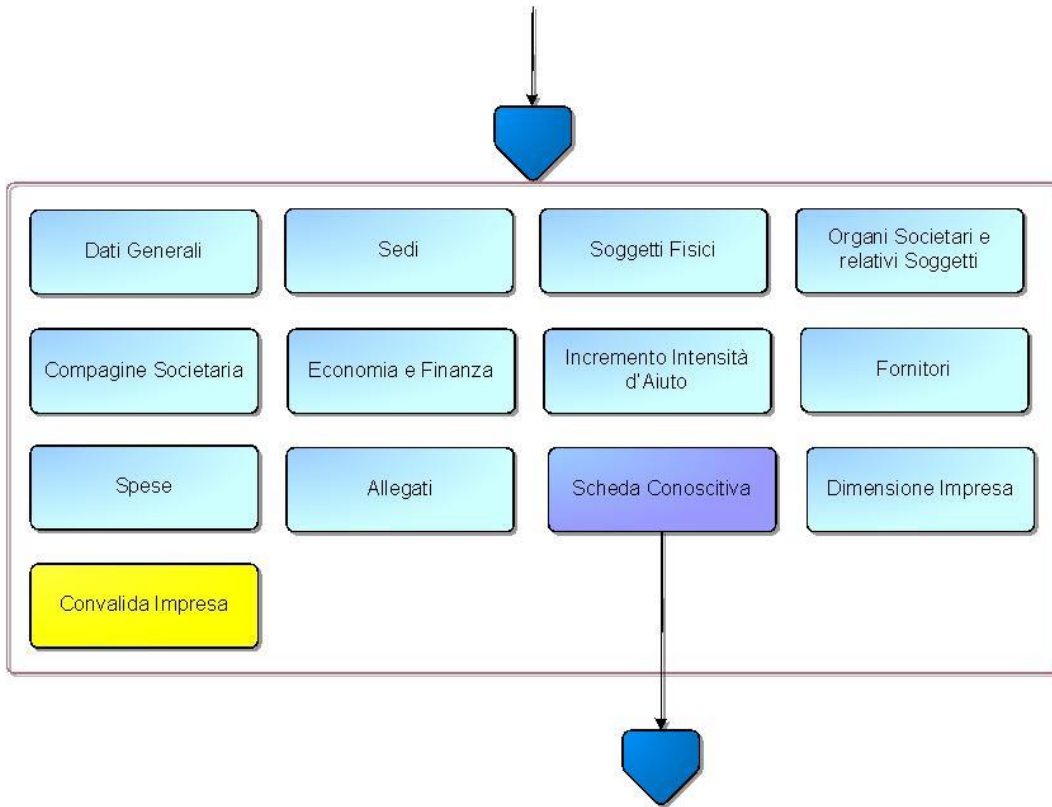 Dati Generali
Sedi
Soggetti Fisici
Organi Societari e
relativi Soggetti
Compagine Societaria
Economia e Finanza
Incremento Intensità
d'Aiuto
Fornitori
Spese
Allegati
Scheda Conoscitiva
Dimensione Impresa
Convalida Impresa